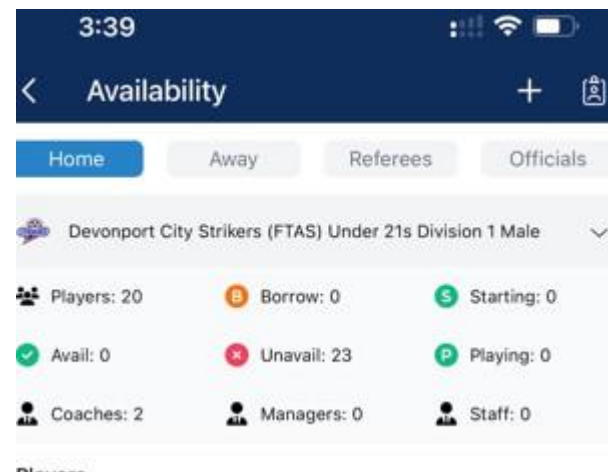 3:39
Availability
Home Away Referees Officials
Devonport City Strikers (FTAS) Under 21s Division 1 Male
Players: 20 B Borrow: 0 S Starting: 0
Avail: 0 Unavail: 23 P Playing: 0
Coaches: 2 Managers: 0 Staff: 0
Players